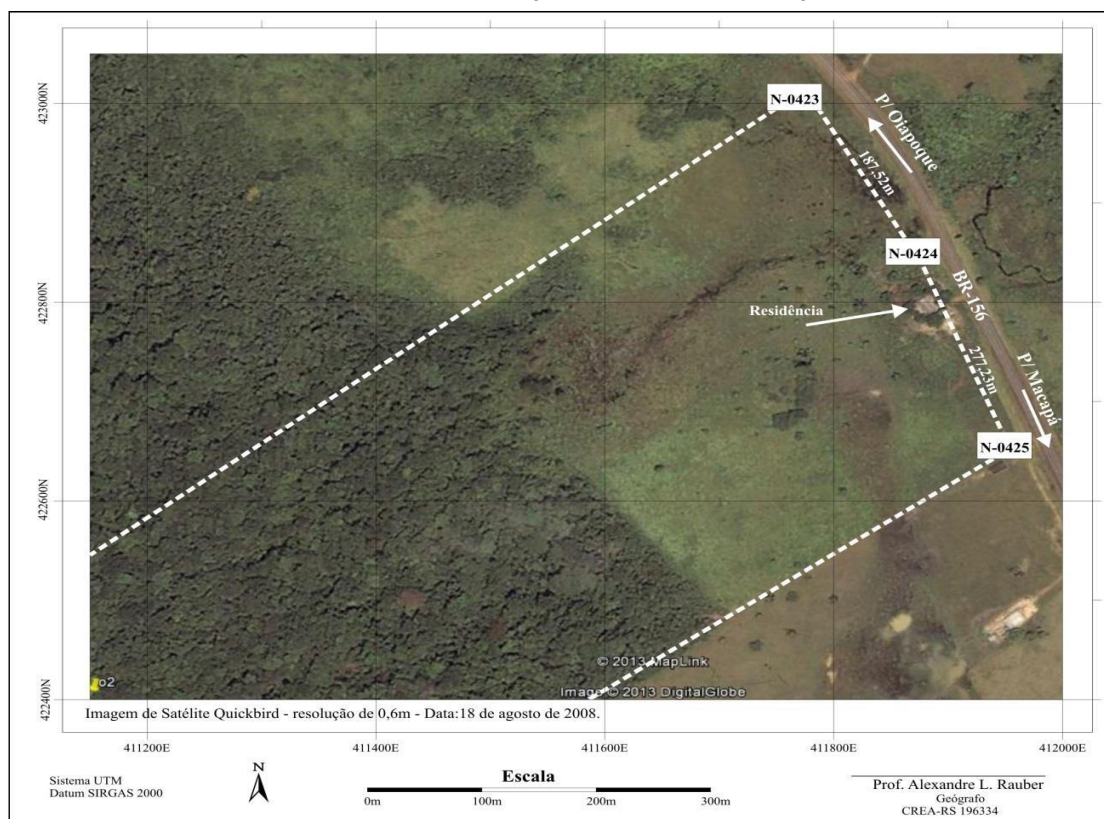 423000N
422800N
422600N
422400N
N-0423
P/ Oiapoque
187,52m
N-0424
BR-156
Residência
277,23m
P/ Macapá
N-0425
© 2013 MapLink
o2
Image © 2013 DigitalGlobe
Imagem de Satélite Quickbird - resolução de 0,6m - Data:18 de agosto de 2008.
411200E
411400E
411600E
411800E
412000E
Sistema UTM
Datum SIRGAS 2000
N
Escala
0m
100m
200m
300m
Prof. Alexandre L. Rauber
Geógrafo
CREA-RS 196334